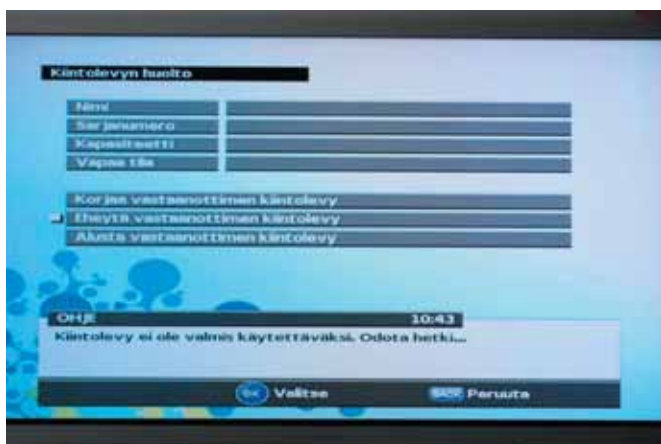 Kiintolevyn huolto
Nimi
Sarjanumero
Kapasiteetti
Vapaa tila
Korjaa vastaanottimen kiintolevy
Eheytä vastaanottimen kiintolevy
Alusta vastaanottimen kiintolevy
OHJE 10:43
Kiintolevy ei ole valmis käytettäväksi. Odota hetki...
OK Valitse BACK Peruuta